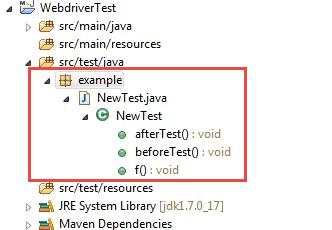 WebdriverTest
src/main/java
src/main/resources
src/test/java
example
NewTest.java
NewTest
afterTest() : void
beforeTest() : void
f() : void
src/test/resources
JRE System Library [jdk1.7.0_17]
Maven Dependencies